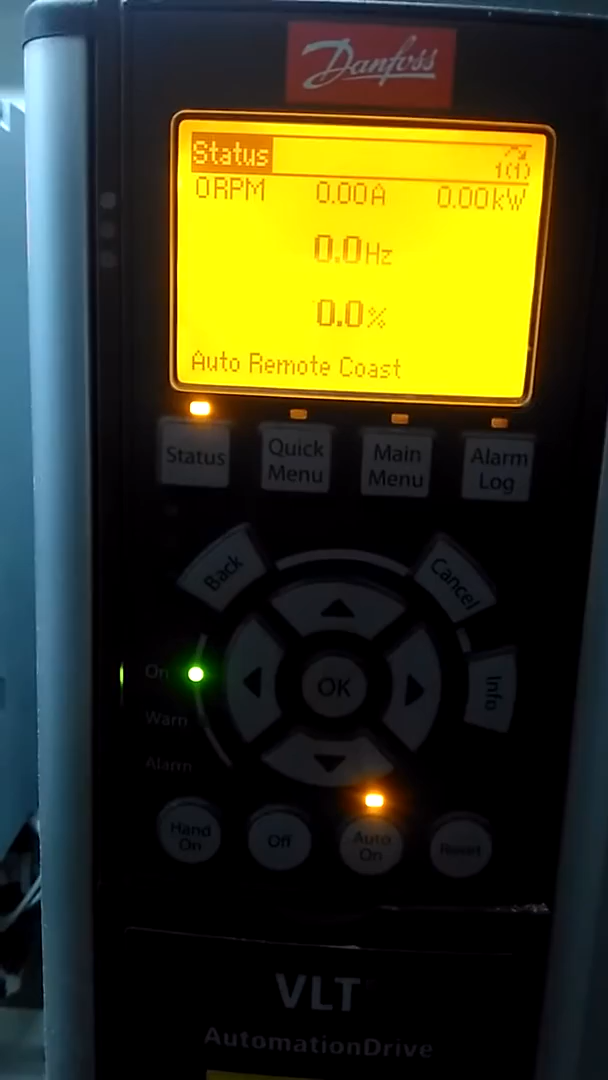 Danfoss
Status
1(1)
0RPM 0.00A 0.00kW
0.0Hz
0.0%
Auto Remote Coast
Status Quick Menu Main Menu Alarm Log
Back Cancel
OK Info
On
Warn
Alarm
Hand On Off Auto On Reset
VLT
AutomationDrive